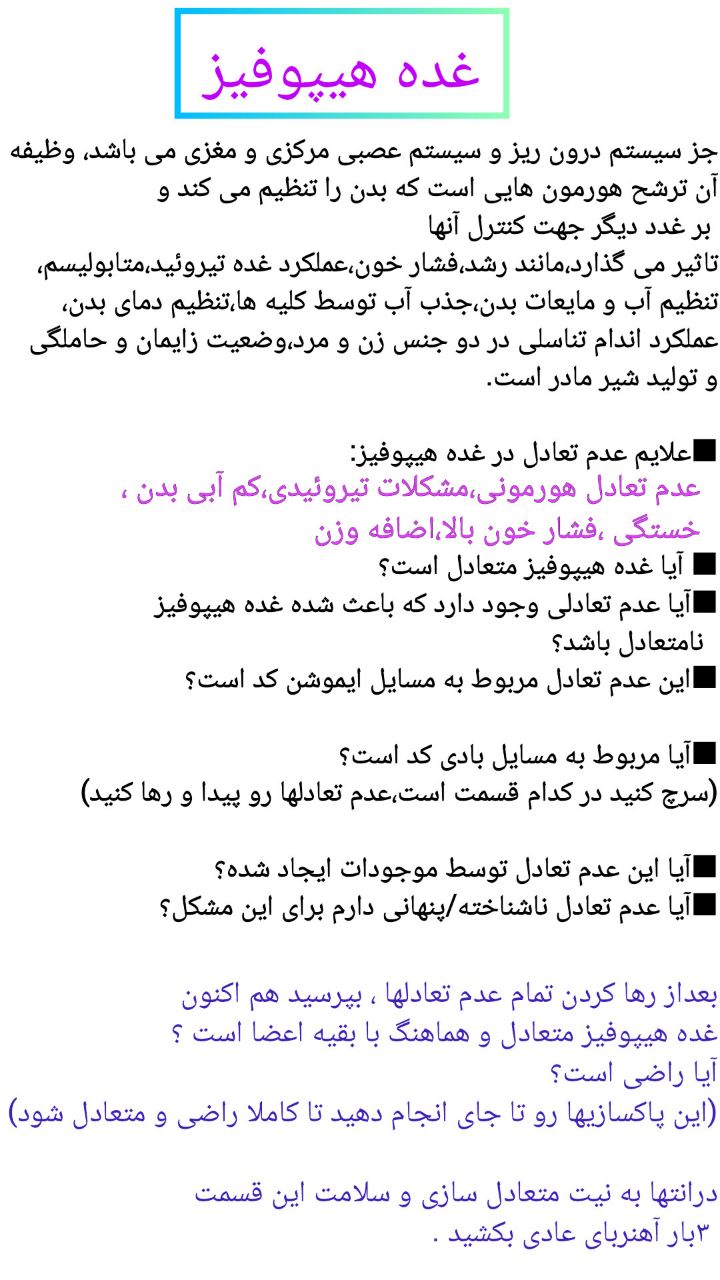 غده هیپوفیز
جز سیستم درون ریز و سیستم عصبی مرکزی و مغزی می باشد، وظیفه
آن ترشح هورمون هایی است که بدن را تنظیم می کند و
بر غدد دیگر جهت کنترل آنها
تاثیر می گذارد،مانند رشد،فشار خون،عملکرد غده تیروئید،متابولیسم،
تنظیم آب و مایعات بدن،جذب آب توسط کلیه ها،تنظیم دمای بدن،
عملکرد اندام تناسلی در دو جنس زن و مرد،وضعیت زایمان و حاملگی
و تولید شیر مادر است.
■علایم عدم تعادل در غده هیپوفیز:
عدم تعادل هورمونی،مشکلات تیروئیدی،کم آبی بدن ،
خستگی ،فشار خون بالا،اضافه وزن
■ آیا غده هیپوفیز متعادل است؟
■آیا عدم تعادلی وجود دارد که باعث شده غده هیپوفیز
نامتعادل باشد؟
■این عدم تعادل مربوط به مسایل ایموشن کد است؟
■آیا مربوط به مسایل بادی کد است؟
(سرچ کنید در کدام قسمت است،عدم تعادلها رو پیدا و رها کنید)
■آیا این عدم تعادل توسط موجودات ایجاد شده؟
■آیا عدم تعادل ناشناخته/پنهانی دارم برای این مشکل؟
بعداز رها کردن تمام عدم تعادلها ، بپرسید هم اکنون
غده هیپوفیز متعادل و هماهنگ با بقیه اعضا است ؟
آیا راضی است؟
(این پاکسازیها رو تا جای انجام دهید تا کاملا راضی و متعادل شود)
درانتها به نیت متعادل سازی و سلامت این قسمت
۳بار آهنربای عادی بکشید .